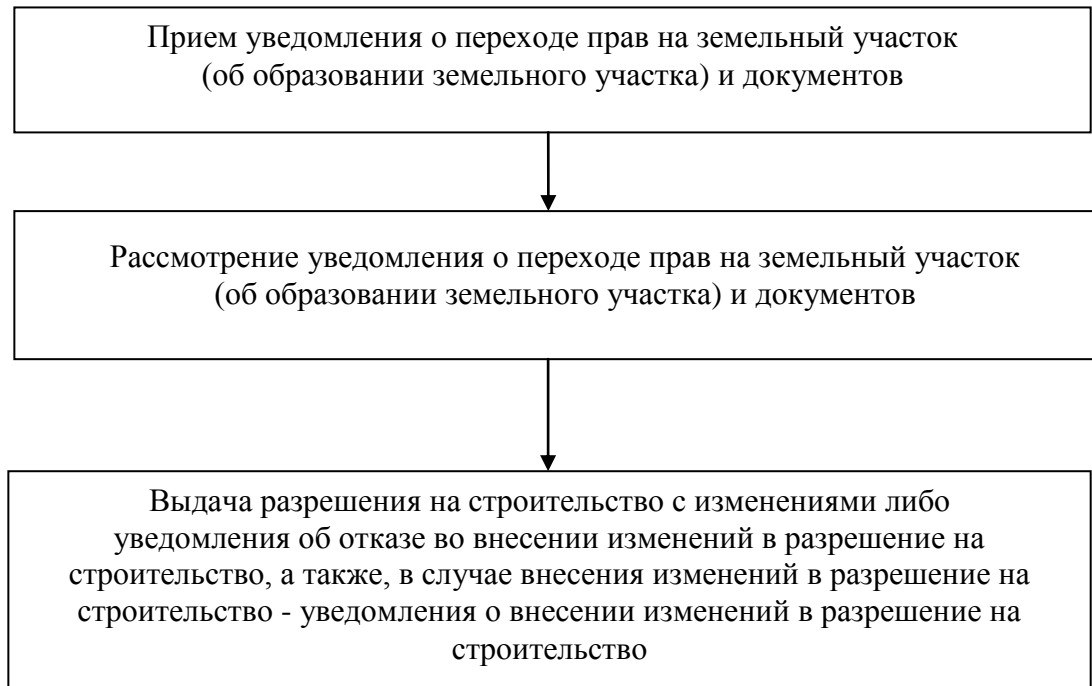 Прием уведомления о переходе прав на земельный участок
(об образовании земельного участка) и документов
Рассмотрение уведомления о переходе прав на земельный участок
(об образовании земельного участка) и документов
Выдача разрешения на строительство с изменениями либо
уведомления об отказе во внесении изменений в разрешение на
строительство, а также, в случае внесения изменений в разрешение на
строительство - уведомления о внесении изменений в разрешение на
строительство